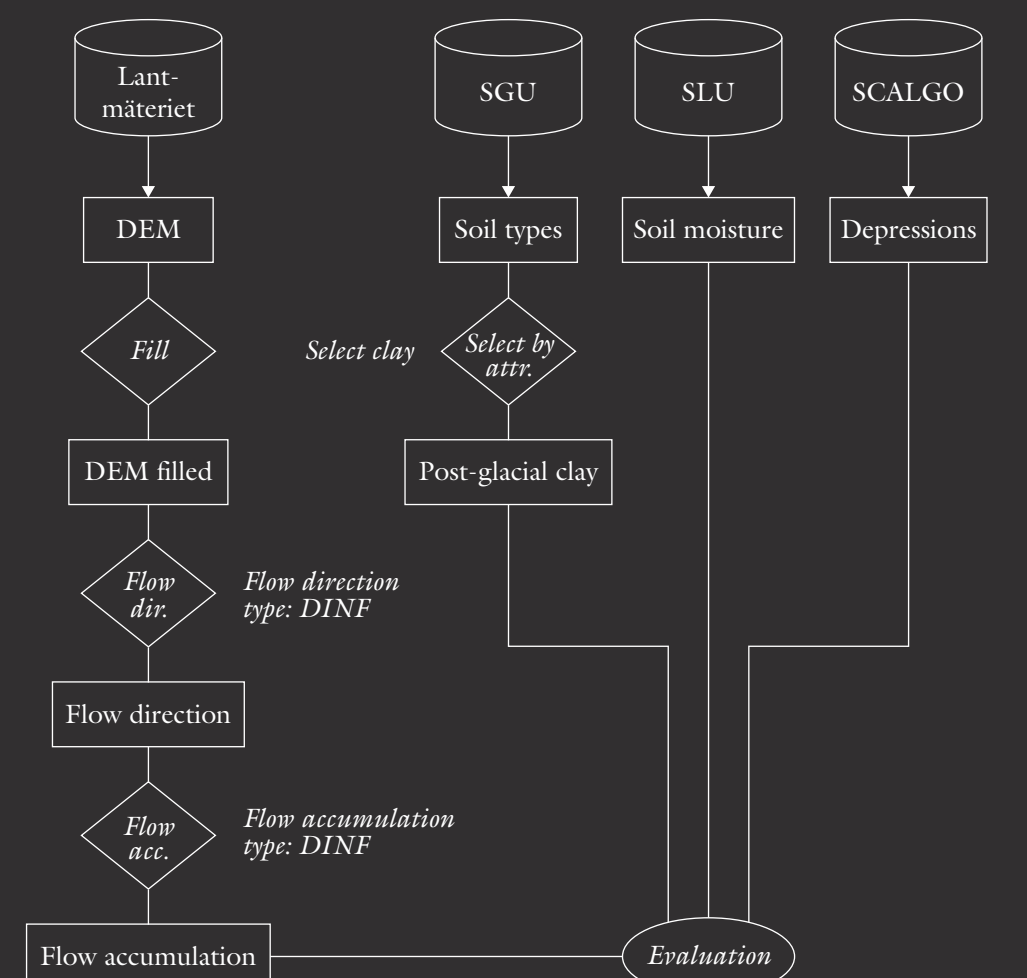 Lant-
mäteriet
SGU
SLU
SCALGO
DEM
Soil types
Soil moisture
Depressions
Fill
Select clay
Select by
attr.
DEM filled
Post-glacial clay
Flow
dir.
Flow direction
type: DINF
Flow direction
Flow
acc.
Flow accumulation
type: DINF
Flow accumulation
Evaluation